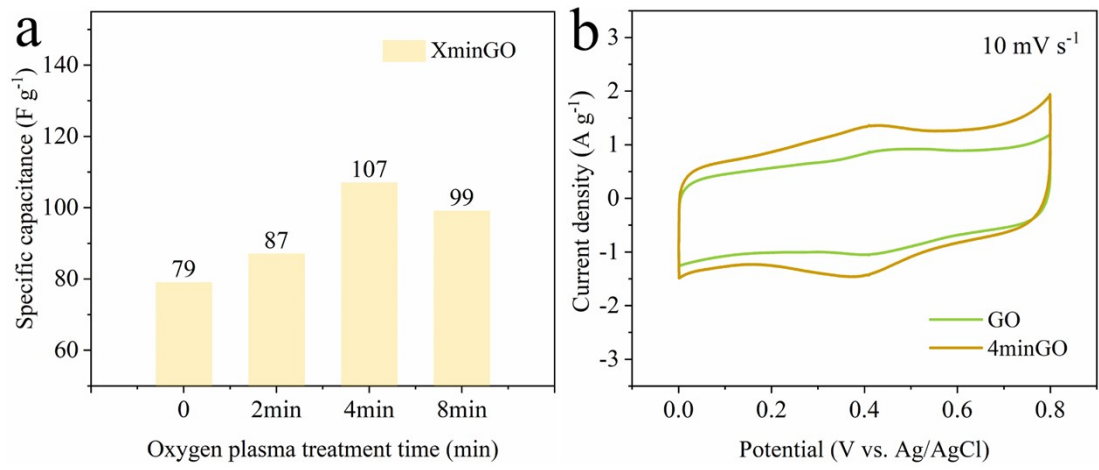 a
XminGO
Specific capacitance (F g-1)
140
120
100
80
60
79
87
107
99
0
2min
4min
8min
Oxygen plasma treatment time (min)
b
10 mV s-1
Current density (A g-1)
3
2
1
0
-1
-2
-3
GO
4minGO
0.0
0.2
0.4
0.6
0.8
Potential (V vs. Ag/AgCl)